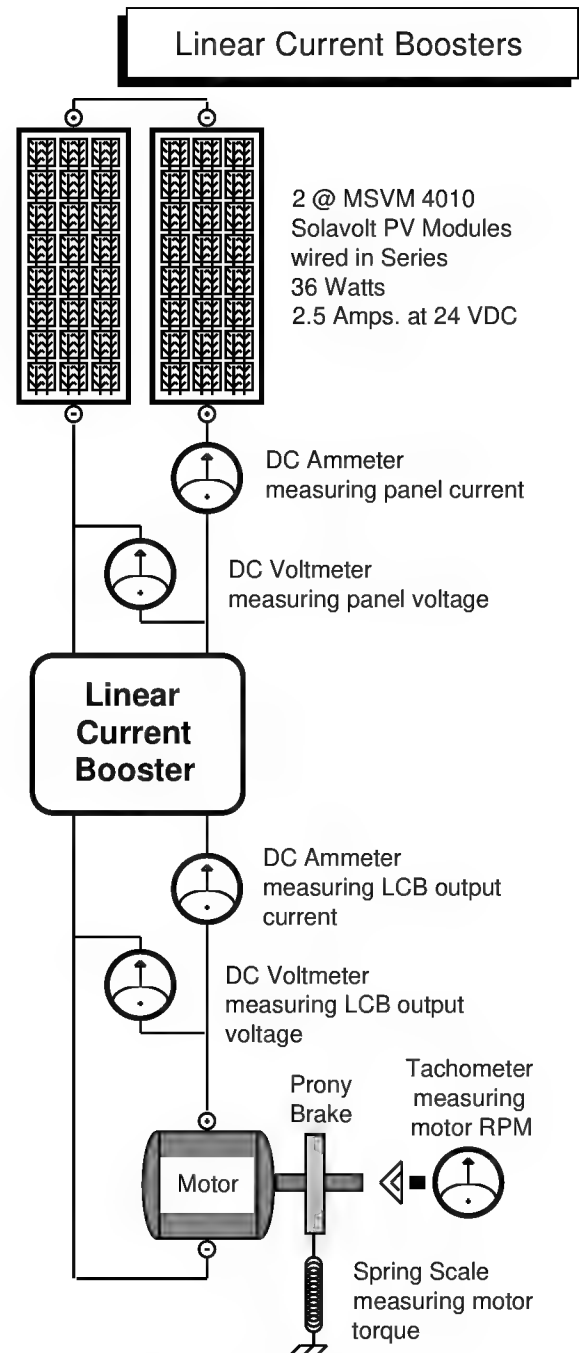 Linear Current Boosters
2 @ MSVM 4010
Solavolt PV Modules
wired in Series
36 Watts
2.5 Amps. at 24 VDC
DC Ammeter
measuring panel current
DC Voltmeter
measuring panel voltage
Linear
Current
Booster
DC Ammeter
measuring LCB output
current
DC Voltmeter
measuring LCB output
voltage
Prony
Brake
Tachometer
measuring
motor RPM
Motor
Spring Scale
measuring motor
torque